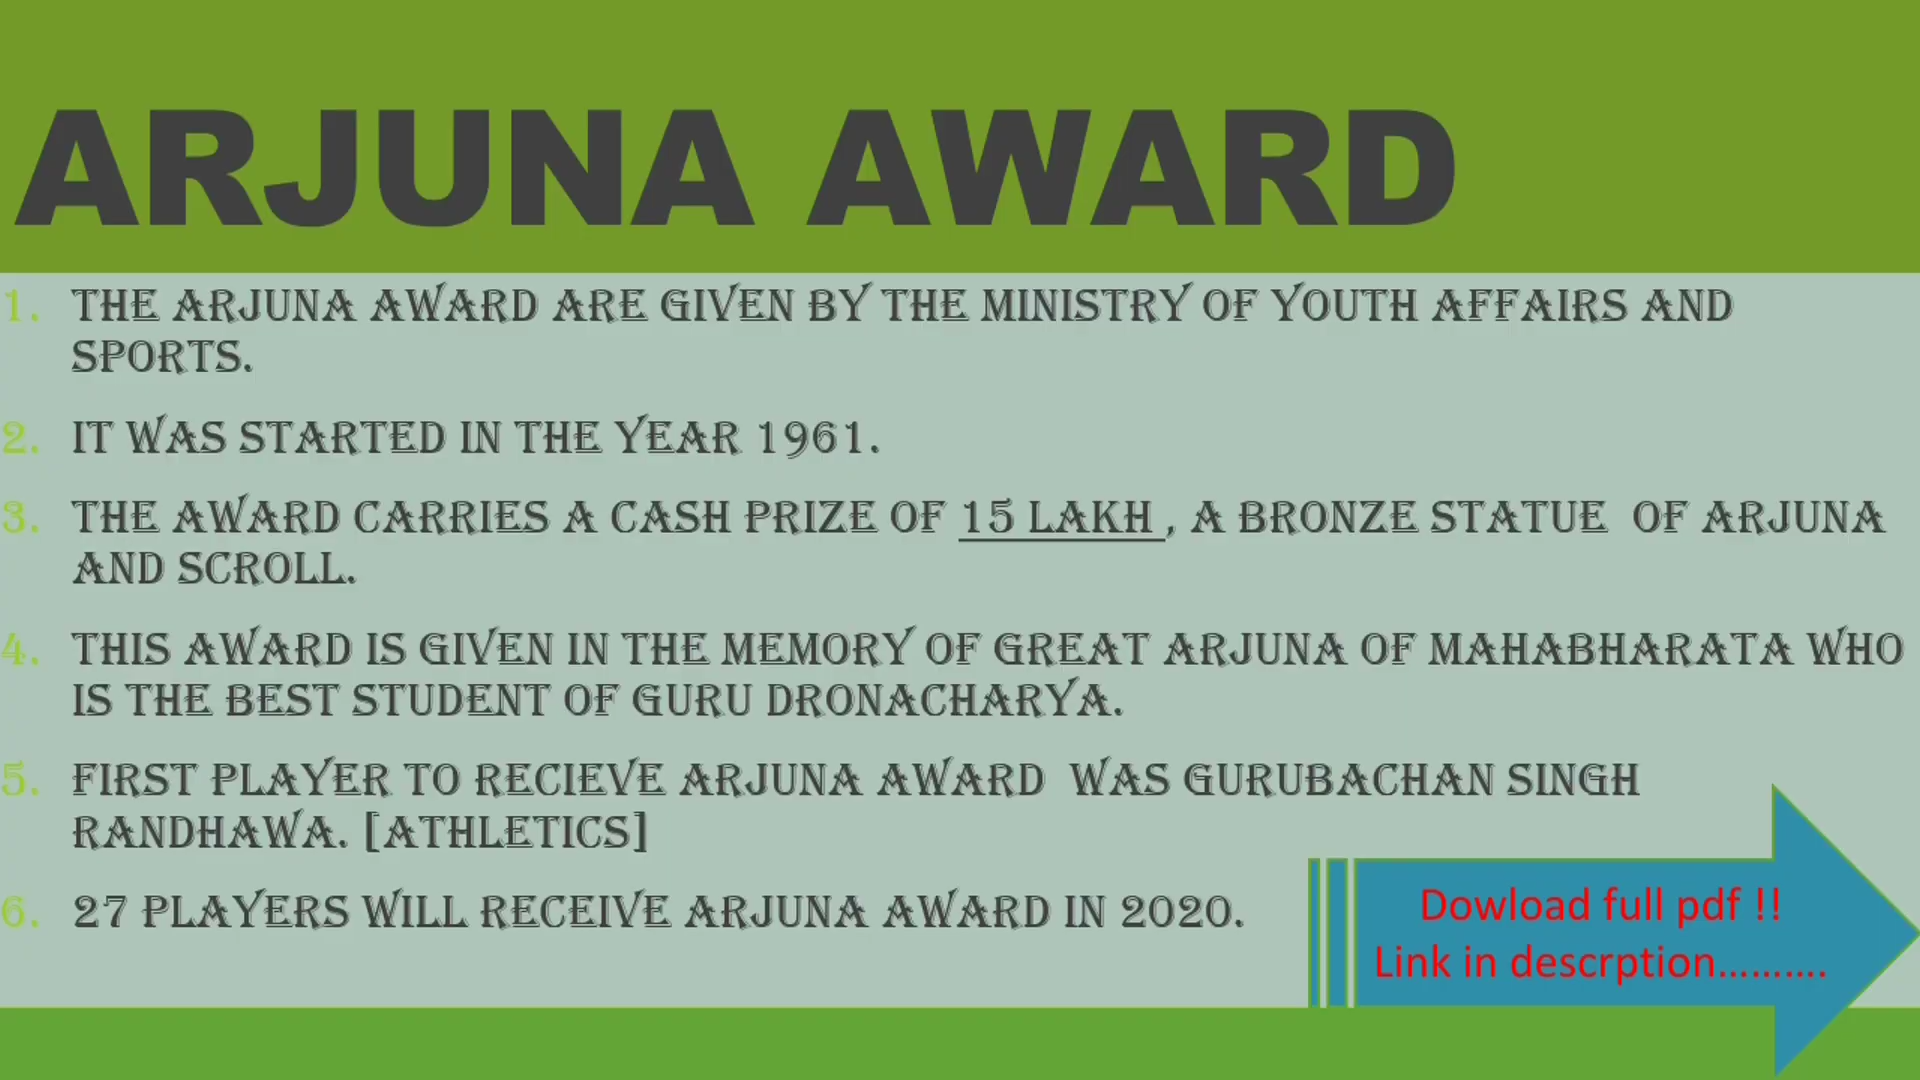 ARJUNA AWARD
1. THE ARJUNA AWARD ARE GIVEN BY THE MINISTRY OF YOUTH AFFAIRS AND
SPORTS.
2. IT WAS STARTED IN THE YEAR 1961.
3. THE AWARD CARRIES A CASH PRIZE OF 15 LAKH , A BRONZE STATUE OF ARJUNA
AND SCROLL.
4. THIS AWARD IS GIVEN IN THE MEMORY OF GREAT ARJUNA OF MAHABHARATA WHO
IS THE BEST STUDENT OF GURU DRONACHARYA.
5. FIRST PLAYER TO RECIEVE ARJUNA AWARD WAS GURUBACHAN SINGH
RANDHAWA. [ATHLETICS]
6. 27 PLAYERS WILL RECEIVE ARJUNA AWARD IN 2020.
Dowload full pdf !!
Link in descrption……….